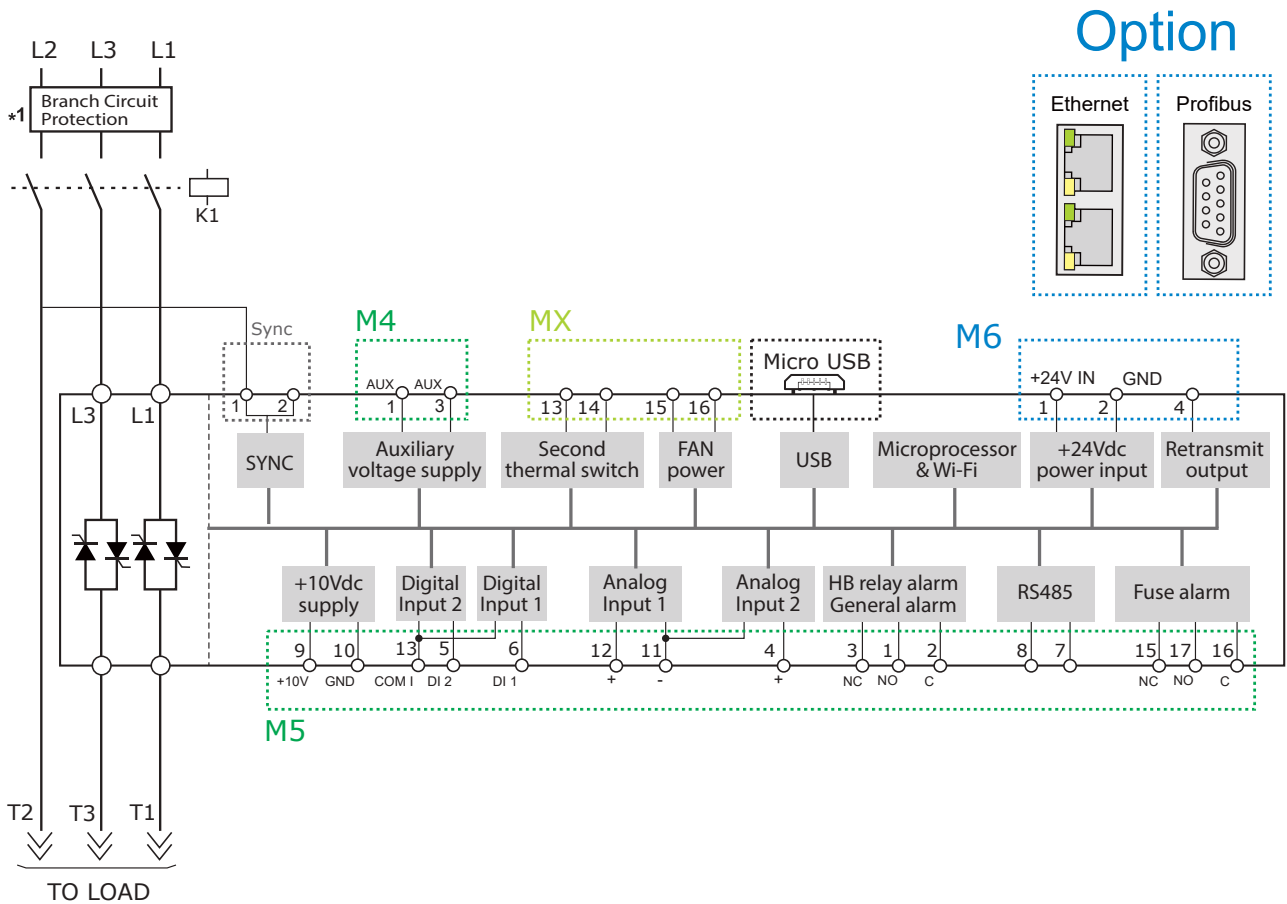 Option
Ethernet
Profibus
L2 L3 L1
*1
Branch Circuit
Protection
K1
Sync
M4
MX
Micro USB
M6
AUX AUX
+24V IN GND
L3 L1
1 2
1 3
13 14 15 16
1 2 4
SYNC
Auxiliary
voltage supply
Second
thermal switch
FAN
power
USB
Microprocessor
& Wi-Fi
+24Vdc
power input
Retransmit
output
+10Vdc
supply
Digital
Input 2
Digital
Input 1
Analog
Input 1
Analog
Input 2
HB relay alarm
General alarm
RS485
Fuse alarm
9 10 13 5 6 12 11 4 3 1 2 8 7 15 17 16
+10V GND COM I DI 2 DI 1 + - + NC NO C NC NO C
M5
T2 T3 T1
TO LOAD